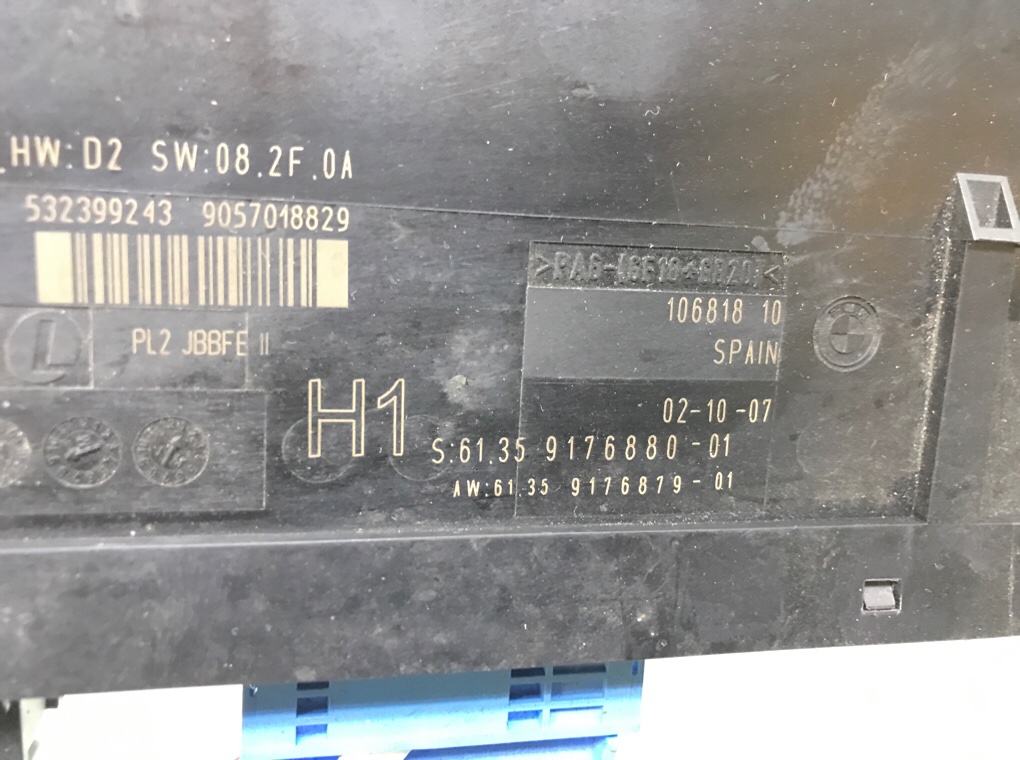 HW:D2 SW:08.2F.0A
532399243 9057018829
106818 10
L PL2 JBBFE II
SPAIN
H1
02-10-07
S:61.35 9176880-01
AW:61.35 9176879-01